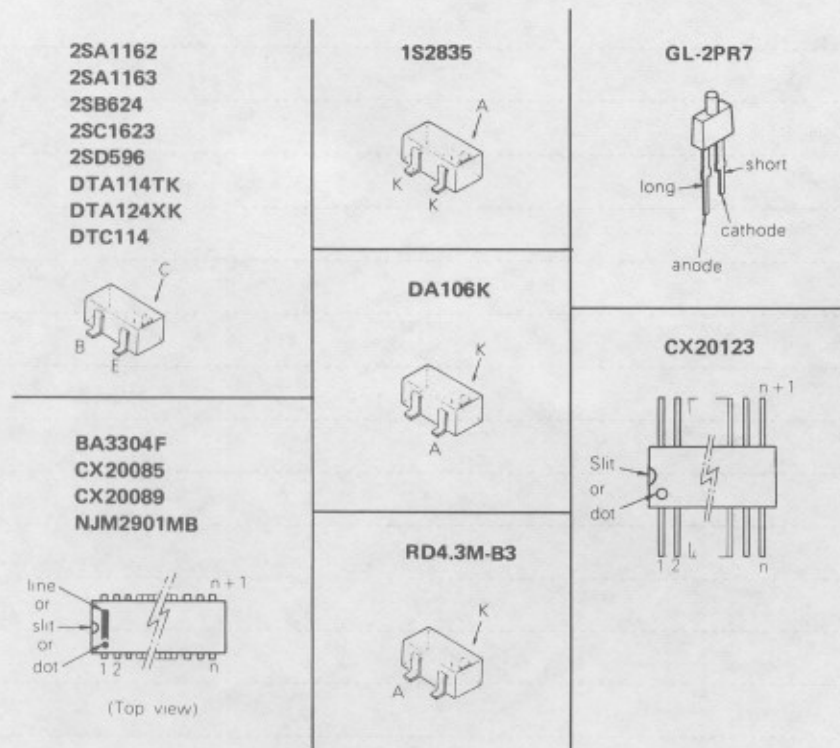 2SA1162
2SA1163
2SB624
2SC1623
2SD596
DTA114TK
DTA124XK
DTC114
C
B
E
BA3304F
CX20085
CX20089
NJM2901MB
line
or
slit
or
dot
n + 1
1 2
n
(Top view)
1S2835
A
K
K
DA106K
K
A
RD4.3M-B3
K
A
GL-2PR7
long
short
cathode
anode
CX20123
n + 1
Slit
or
dot
1 2
n